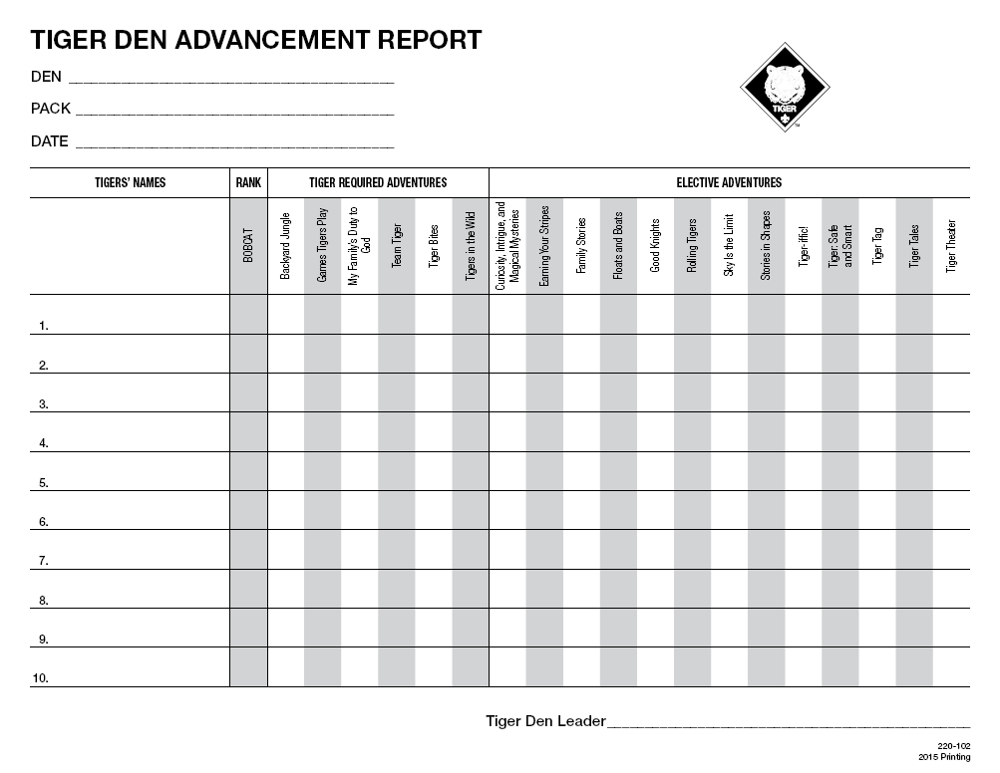 TIGER DEN ADVANCEMENT REPORT
DEN ________________________________________
PACK ________________________________________
DATE ________________________________________
TIGER
TM
TIGERS' NAMES RANK TIGER REQUIRED ADVENTURES ELECTIVE ADVENTURES
BOBCAT
Backyard Jungle
Games Tigers Play
My Family's Duty to
God
Team Tiger
Tiger Bites
Tigers in the Wild
Curiosity, Intrigue, and
Magical Mysteries
Earning Your Stripes
Family Stories
Floats and Boats
Good Knights
Rolling Tigers
Sky Is the Limit
Stories in Shapes
Tiger-iffic!
Tiger: Safe
and Smart
Tiger Tag
Tiger Tales
Tiger Theater
1.
2.
3.
4.
5.
6.
7.
8.
9.
10.
Tiger Den Leader________________________________________
220-102
2015 Printing